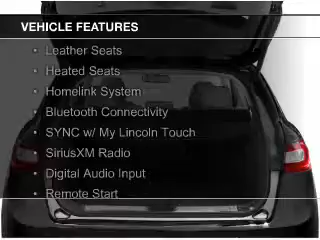 VEHICLE FEATURES
• Leather Seats
• Heated Seats
• Homelink System
• Bluetooth Connectivity
• SYNC w/ My Lincoln Touch
• SiriusXM Radio
• Digital Audio Input
• Remote Start